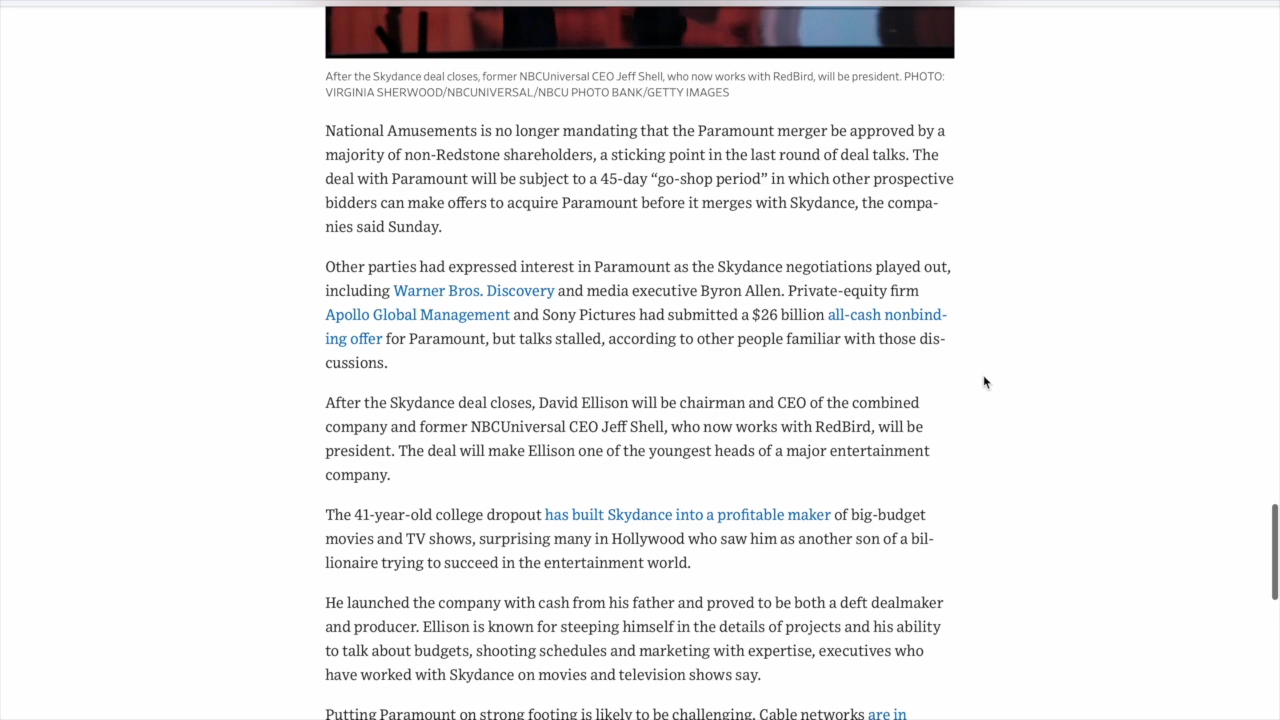 After the Skydance deal closes, former NBCUniversal CEO Jeff Shell, who now works with RedBird, will be president. PHOTO:
VIRGINIA SHERWOOD/NBCUNIVERSAL/NBCU PHOTO BANK/GETTY IMAGES
National Amusements is no longer mandating that the Paramount merger be approved by a
majority of non-Redstone shareholders, a sticking point in the last round of deal talks. The
deal with Paramount will be subject to a 45-day “go-shop period” in which other prospective
bidders can make offers to acquire Paramount before it merges with Skydance, the compa-
nies said Sunday.
Other parties had expressed interest in Paramount as the Skydance negotiations played out,
including Warner Bros. Discovery and media executive Byron Allen. Private-equity firm
Apollo Global Management and Sony Pictures had submitted a $26 billion all-cash nonbind-
ing offer for Paramount, but talks stalled, according to other people familiar with those dis-
cussions.
After the Skydance deal closes, David Ellison will be chairman and CEO of the combined
company and former NBCUniversal CEO Jeff Shell, who now works with RedBird, will be
president. The deal will make Ellison one of the youngest heads of a major entertainment
company.
The 41-year-old college dropout has built Skydance into a profitable maker of big-budget
movies and TV shows, surprising many in Hollywood who saw him as another son of a bil-
lionaire trying to succeed in the entertainment world.
He launched the company with cash from his father and proved to be both a deft dealmaker
and producer. Ellison is known for steeping himself in the details of projects and his ability
to talk about budgets, shooting schedules and marketing with expertise, executives who
have worked with Skydance on movies and television shows say.
Putting Paramount on strong footing is likely to be challenging. Cable networks are in